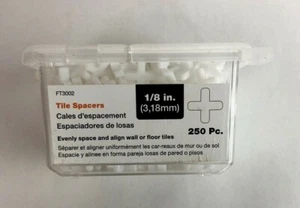 FT3002
Tile Spacers
Cales d'espacement
Espaciadores de losas
1/8 in.
(3,18mm)
250 Pc.
Evenly space and align wall or floor tiles
Séparer et aligner uniformément les car-reaux de mur ou de sol
Espacie y alinee en forma pareja losas de pared o pisos